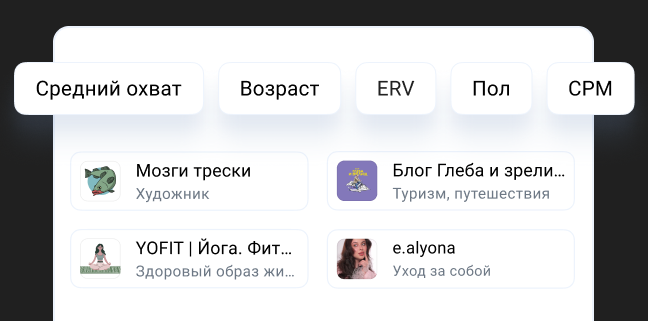 Средний охват
Возраст
ERV
Пол
CPM
Мозги трески
Художник
Блог Глеба и зрели...
Туризм, путешествия
YOFIT | Йога. Фит...
Здоровый образ жи...
e.alyona
Уход за собой